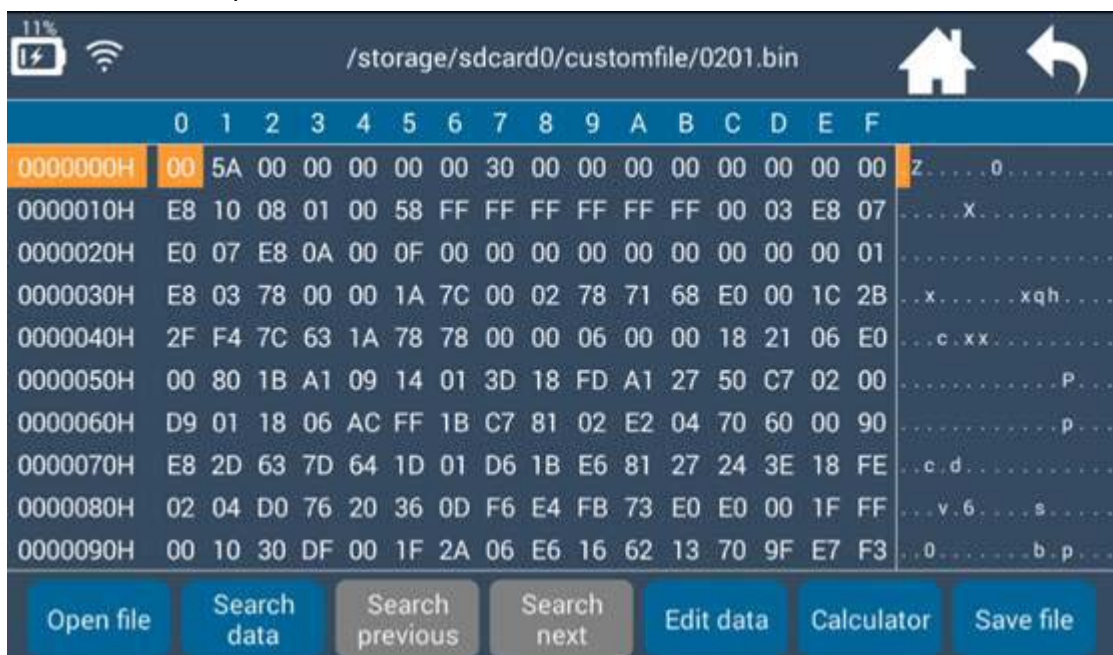 11%
/storage/sdcard0/customfile/0201.bin
0 1 2 3 4 5 6 7 8 9 A B C D E F
0000000H 00 5A 00 00 00 00 00 30 00 00 00 00 00 00 00 00 Z.....0........
0000010H E8 10 08 01 00 58 FF FF FF FF FF FF 00 03 E8 07 .....X..........
0000020H E0 07 E8 0A 00 0F 00 00 00 00 00 00 00 00 00 01 ................
0000030H E8 03 78 00 00 1A 7C 00 02 78 71 68 E0 00 1C 2B ..x......xqh....
0000040H 2F F4 7C 63 1A 78 78 00 00 06 00 00 18 21 06 E0 ...c.xx.........
0000050H 00 80 1B A1 09 14 01 3D 18 FD A1 27 50 C7 02 00 ............P...
0000060H D9 01 18 06 AC FF 1B C7 81 02 E2 04 70 60 00 90 ............p...
0000070H E8 2D 63 7D 64 1D 01 D6 1B E6 81 27 24 3E 18 FE ..c.d...........
0000080H 02 04 D0 76 20 36 0D F6 E4 FB 73 E0 E0 00 1F FF ...v.6....s.....
0000090H 00 10 30 DF 00 1F 2A 06 E6 16 62 13 70 9F E7 F3 ..0.......b.p...
Open file Search data Search previous Search next Edit data Calculator Save file